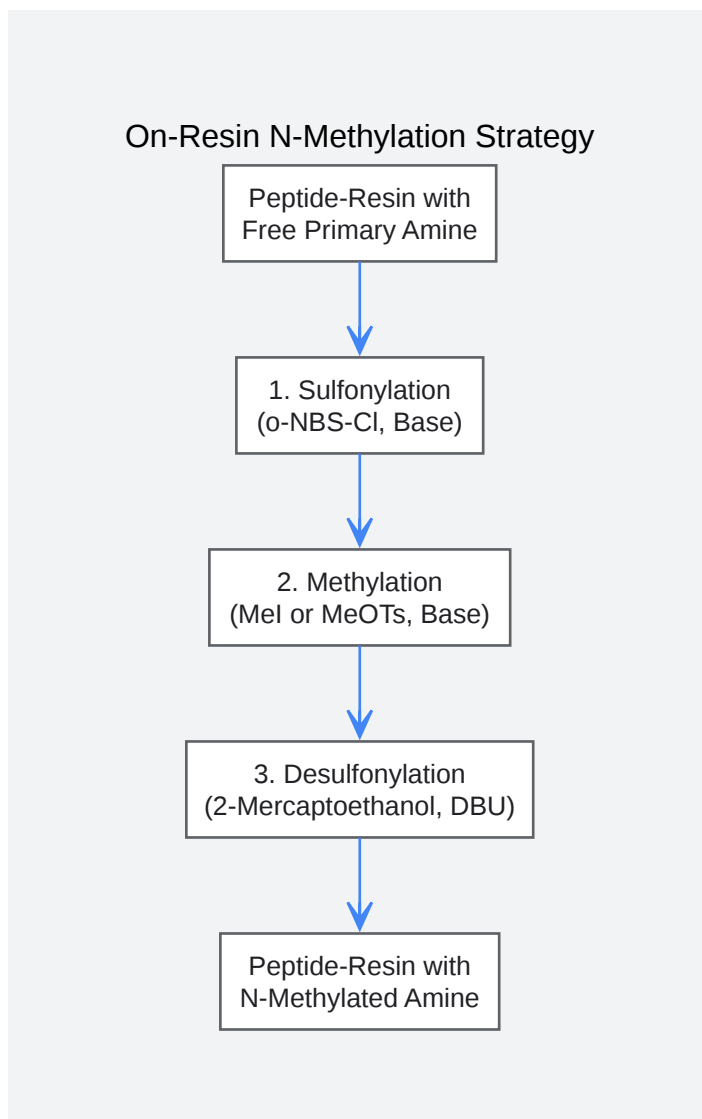 On-Resin N-Methylation Strategy
Peptide-Resin with
Free Primary Amine
1. Sulfonylation
(o-NBS-Cl, Base)
2. Methylation
(MeI or MeOTs, Base)
3. Desulfonylation
(2-Mercaptoethanol, DBU)
Peptide-Resin with
N-Methylated Amine